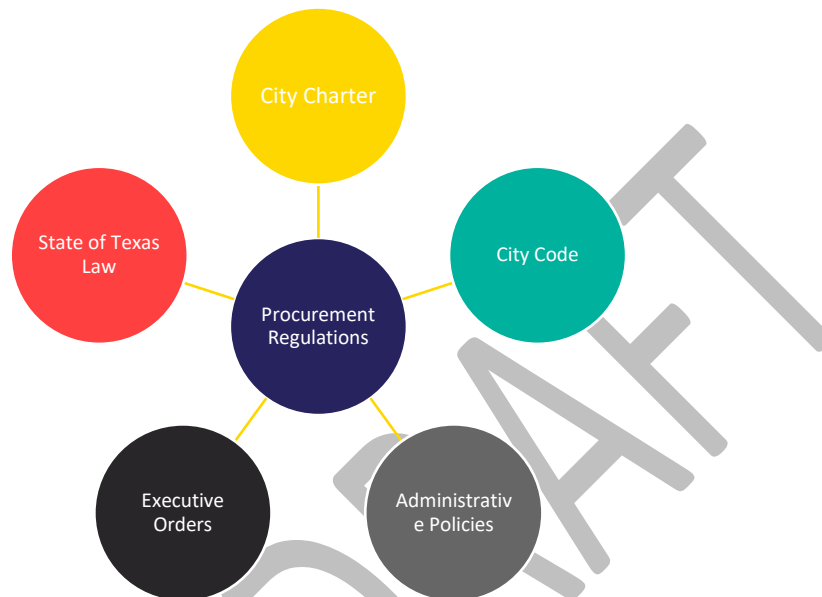 City Charter
State of Texas
Law
City Code
Procurement
Regulations
Executive
Orders
Administrativ
e Policies
DRAFT